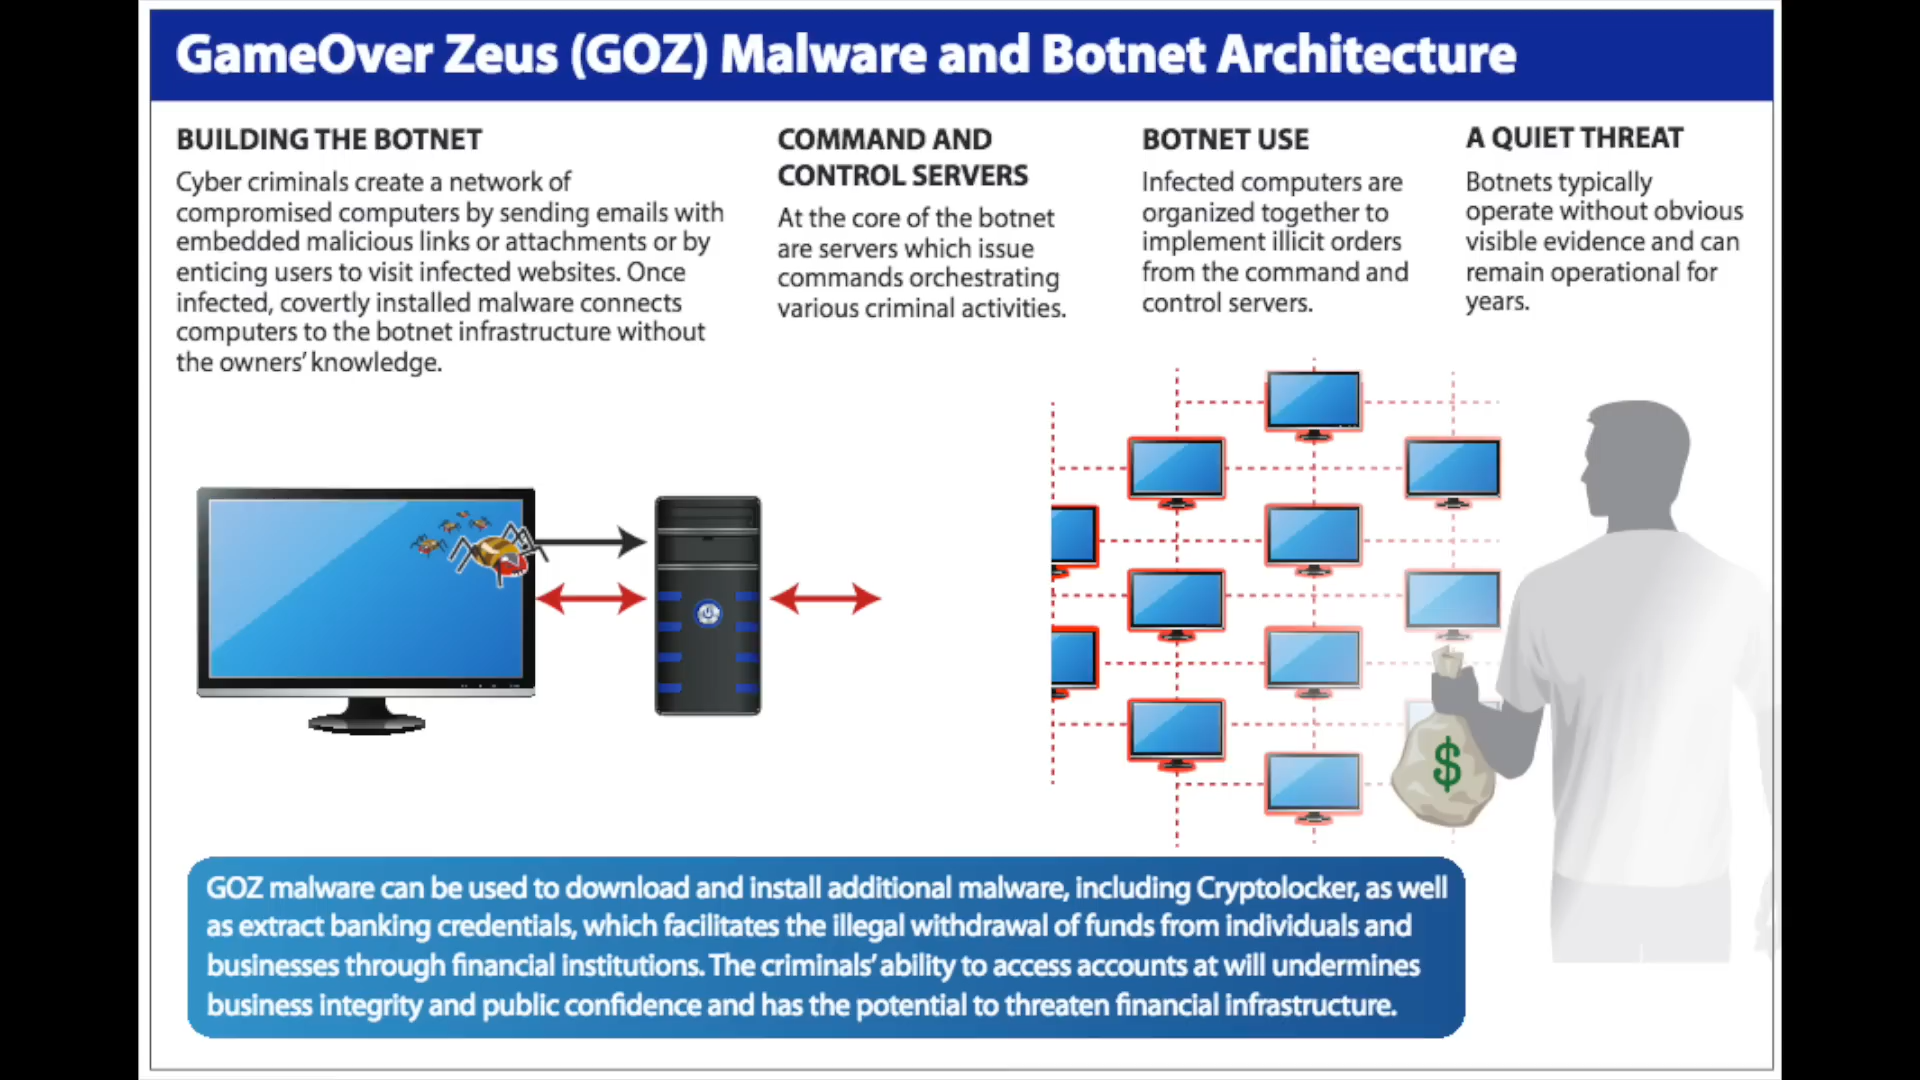 GameOver Zeus (GOZ) Malware and Botnet Architecture
BUILDING THE BOTNET
Cyber criminals create a network of
compromised computers by sending emails with
embedded malicious links or attachments or by
enticing users to visit infected websites. Once
infected, covertly installed malware connects
computers to the botnet infrastructure without
the owners' knowledge.
COMMAND AND
CONTROL SERVERS
At the core of the botnet
are servers which issue
commands orchestrating
various criminal activities.
BOTNET USE
Infected computers are
organized together to
implement illicit orders
from the command and
control servers.
A QUIET THREAT
Botnets typically
operate without obvious
visible evidence and can
remain operational for
years.
$
GOZ malware can be used to download and install additional malware, including Cryptolocker, as well
as extract banking credentials, which facilitates the illegal withdrawal of funds from individuals and
businesses through financial institutions. The criminals' ability to access accounts at will undermines
business integrity and public confidence and has the potential to threaten financial infrastructure.